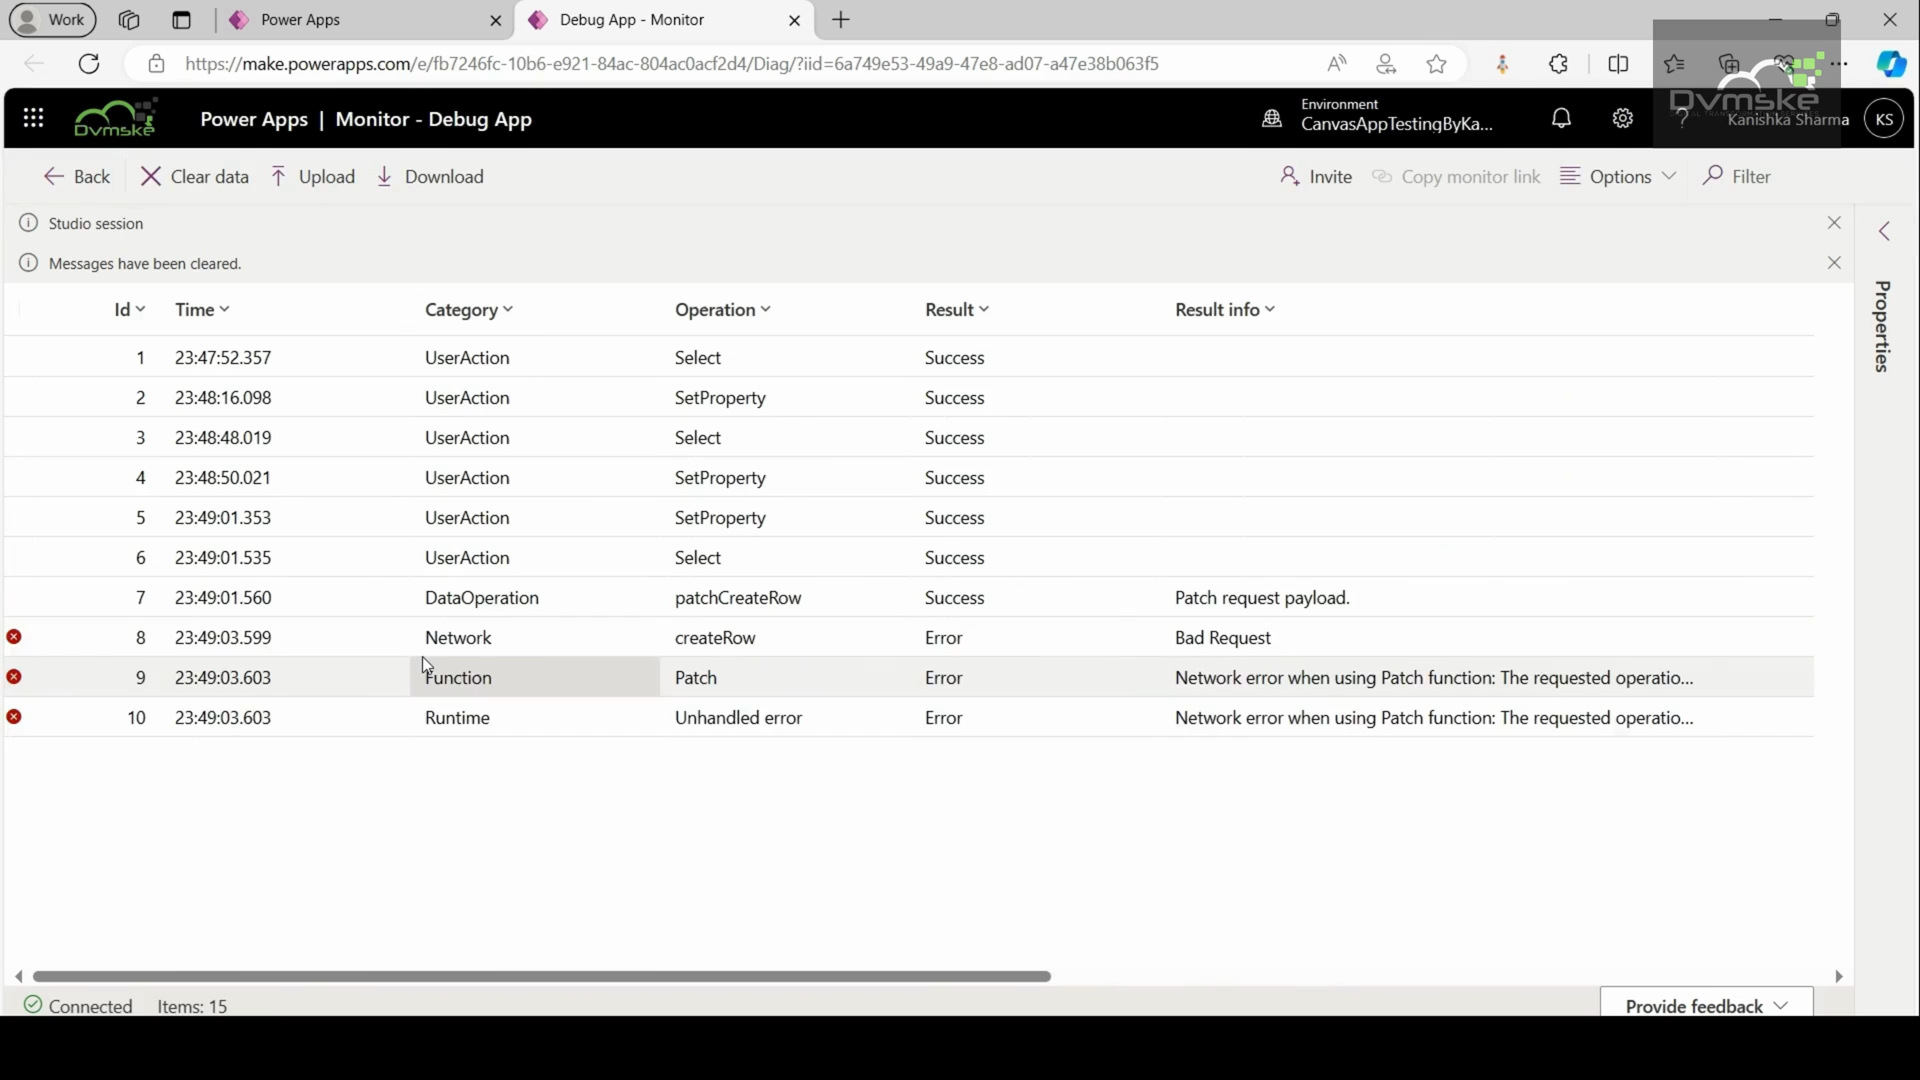 Work
Power Apps
Debug App - Monitor
https://make.powerapps.com/e/fb7246fc-10b6-e921-84ac-804ac0acf2d4/Diag/?iid=6a749e53-49a9-47e8-ad07-a47e38b063f5
Dvmske
Power Apps | Monitor - Debug App
Environment
CanvasAppTestingByKa...
Dvmske
Kanishka Sharma
KS
Back
Clear data
Upload
Download
Invite
Copy monitor link
Options
Filter
Studio session
Messages have been cleared.
Properties
Id Time Category Operation Result Result info
1 23:47:52.357 UserAction Select Success
2 23:48:16.098 UserAction SetProperty Success
3 23:48:48.019 UserAction Select Success
4 23:48:50.021 UserAction SetProperty Success
5 23:49:01.353 UserAction SetProperty Success
6 23:49:01.535 UserAction Select Success
7 23:49:01.560 DataOperation patchCreateRow Success Patch request payload.
8 23:49:03.599 Network createRow Error Bad Request
9 23:49:03.603 Function Patch Error Network error when using Patch function: The requested operatio...
10 23:49:03.603 Runtime Unhandled error Error Network error when using Patch function: The requested operatio...
Connected Items: 15
Provide feedback